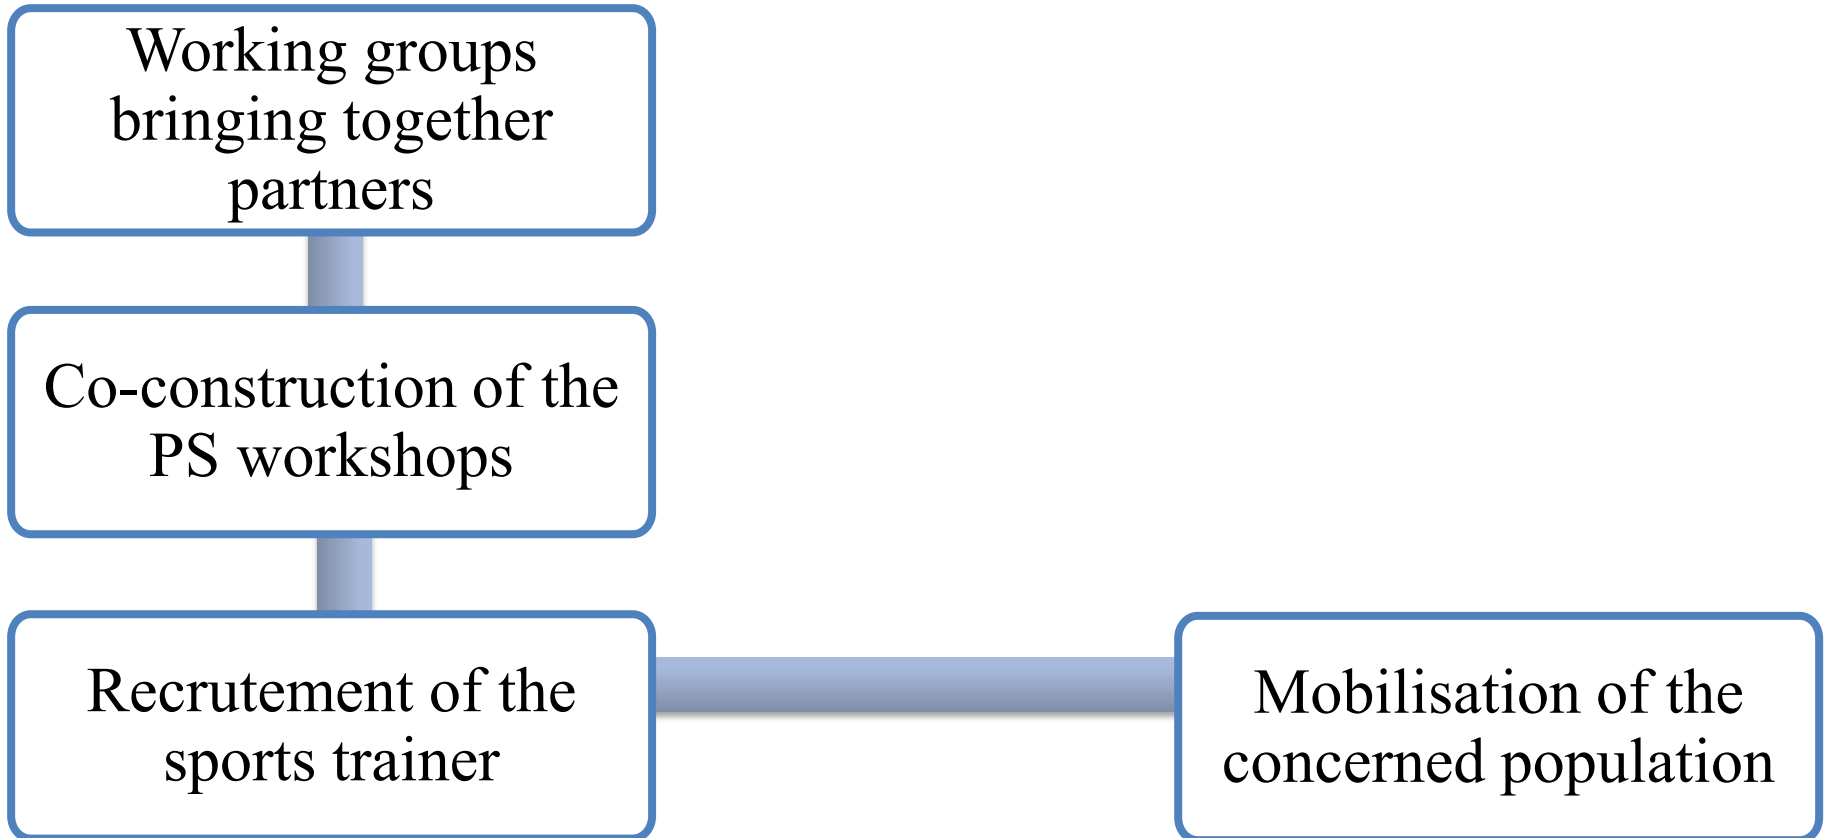 Working groups
bringing together
partners
Co-construction of the
PS workshops
Recrutement of the
sports trainer
Mobilisation of the
concerned population